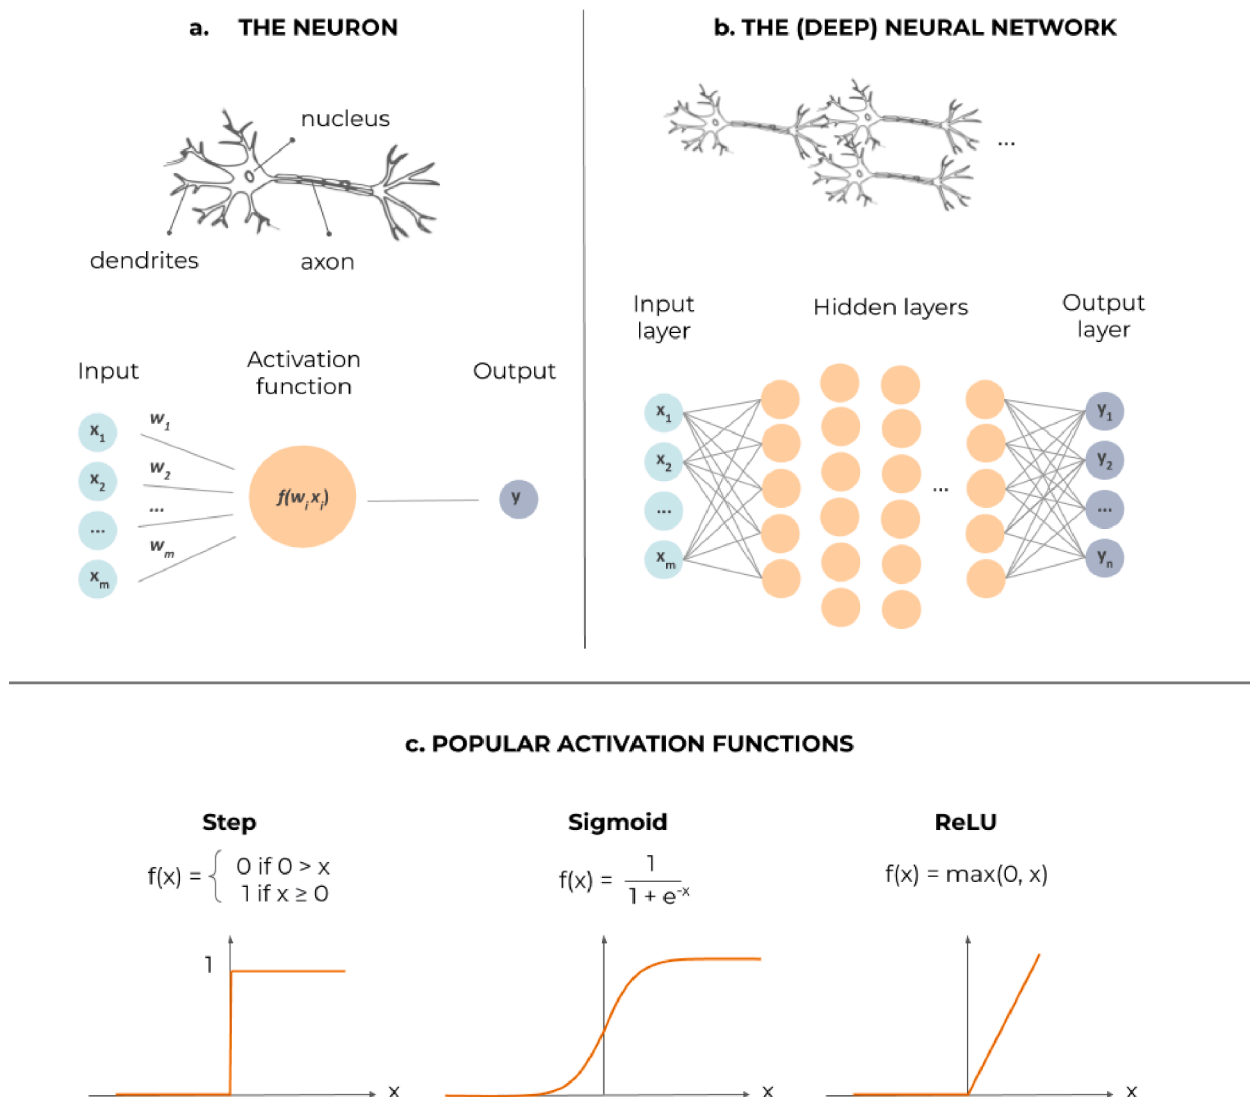 a. THE NEURON
nucleus
dendrites
axon
Input
Activation
function
Output
x1
x2
...
xm
w1
w2
...
wm
f(wi xi)
y
b. THE (DEEP) NEURAL NETWORK
...
Input
layer
Hidden layers
Output
layer
x1
x2
...
xm
...
y1
y2
...
yn
c. POPULAR ACTIVATION FUNCTIONS
Step
f(x) = { 0 if 0 > x
1 if x ≥ 0
1
x
Sigmoid
f(x) = 1
1 + e-x
x
ReLU
f(x) = max(0, x)
x